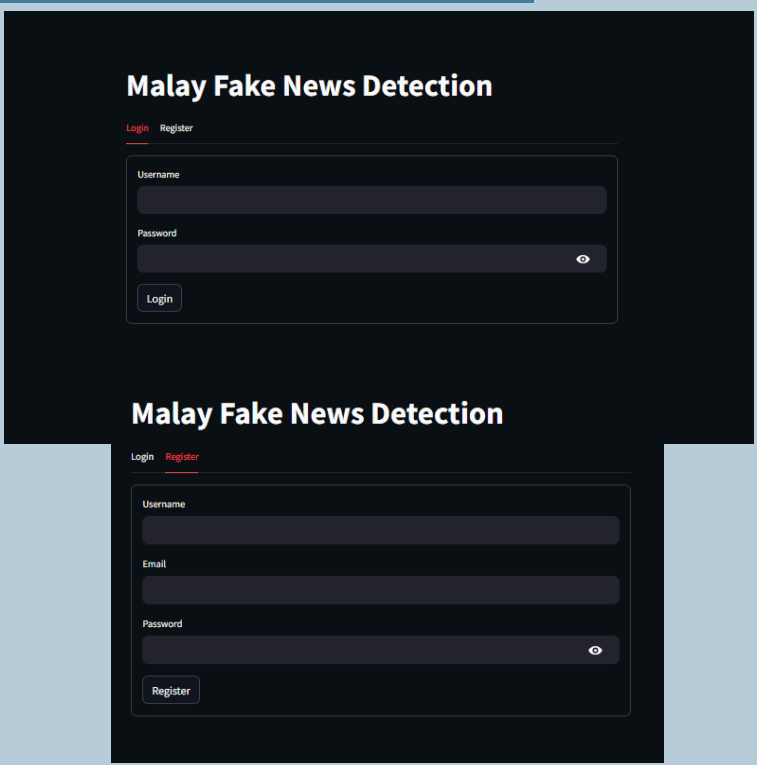 Malay Fake News Detection
Login Register
Username
Password
Login
Malay Fake News Detection
Login Register
Username
Email
Password
Register